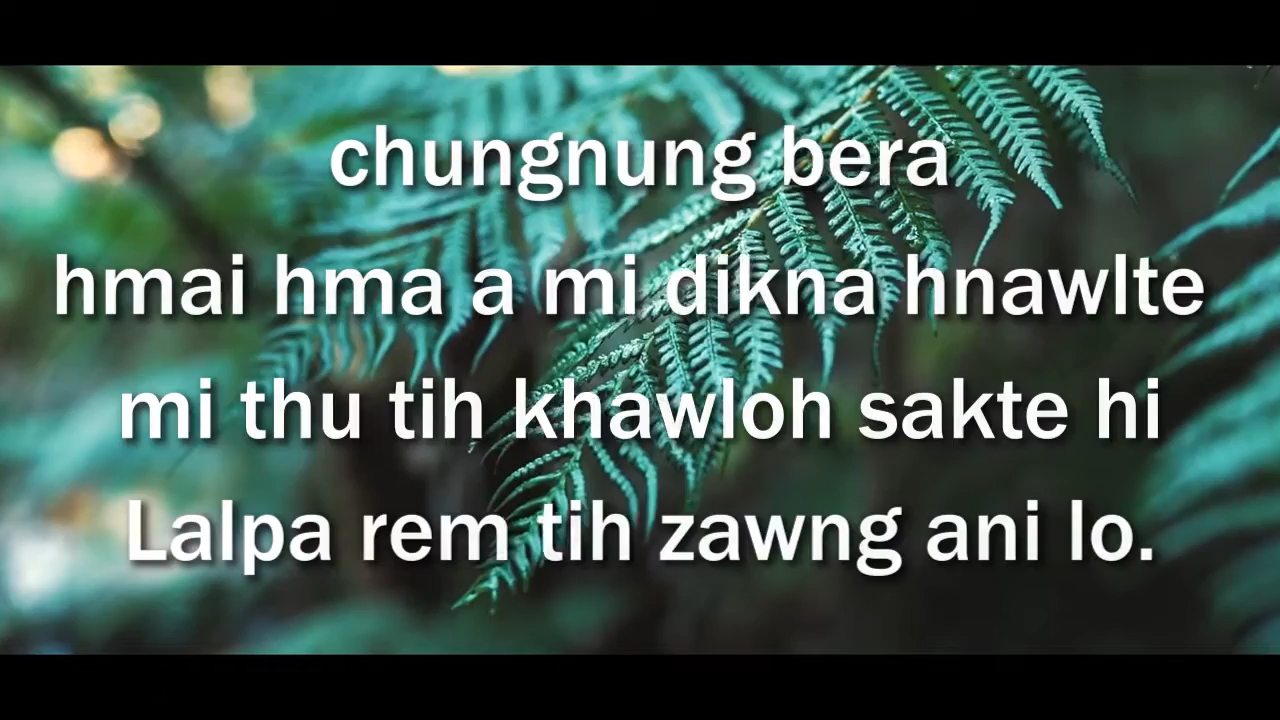 chungnung bera
hmai hma a mi dikna hnawlte
mi thu tih khawloh sakte hi
Lalpa rem tih zawng ani lo.